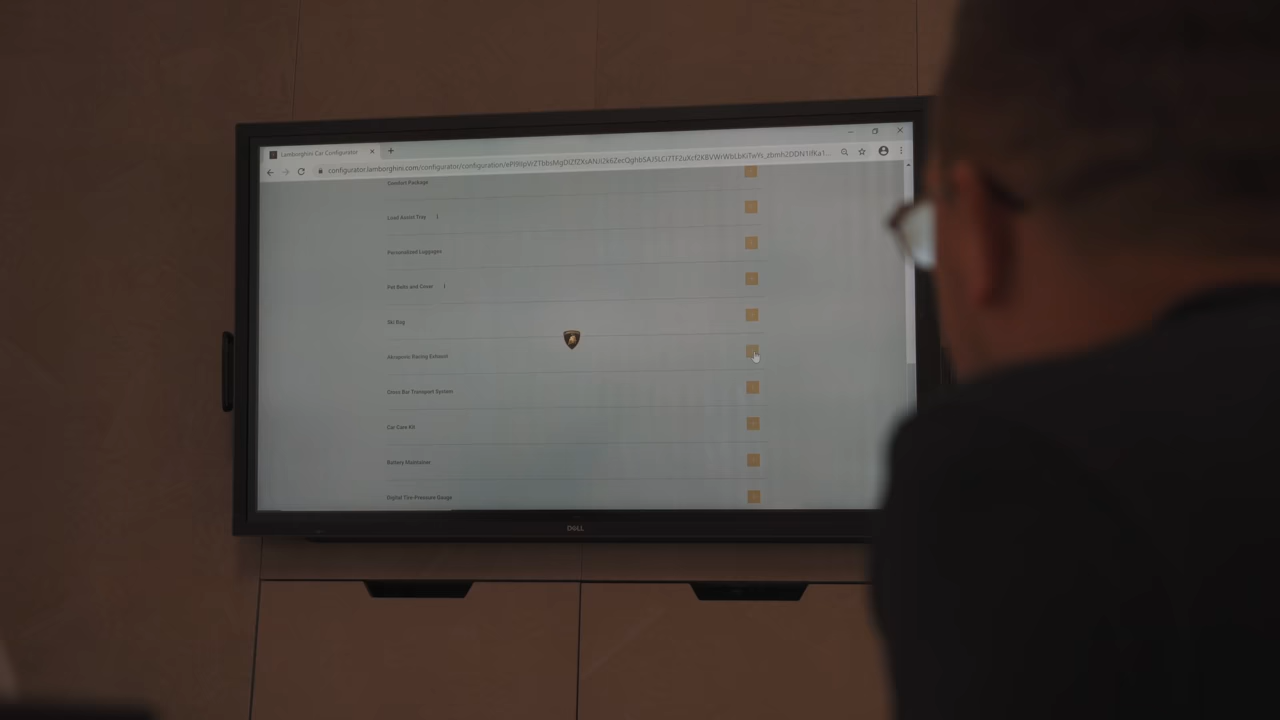 Lamborghini Car Configurator
configurator.lamborghini.com/configurator/configuration/
Comfort Package
Load Assist Tray
Personalized Luggages
Pet Belts and Cover
Ski Bag
Akrapovic Racing Exhaust
Cross Bar Transport System
Car Care Kit
Battery Maintainer
Digital Tire-Pressure Gauge
DELL